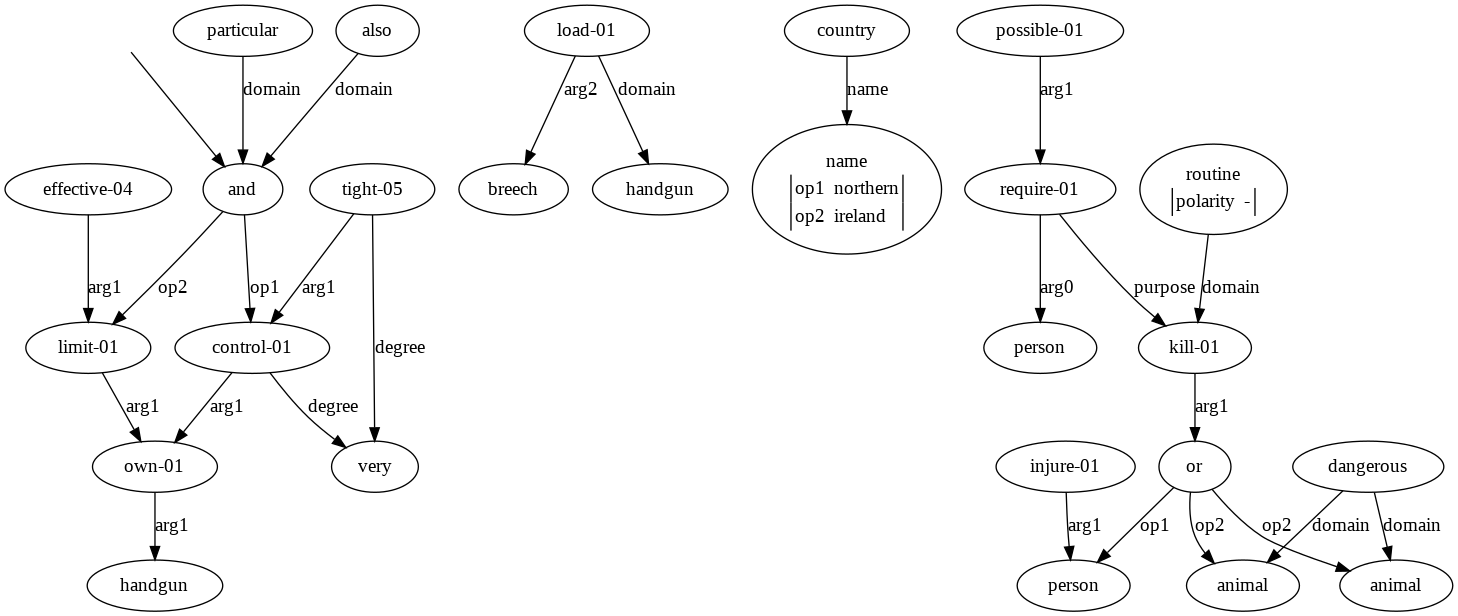 particular also load-01 country possible-01
domain domain arg2 domain name arg1
effective-04 and tight-05 breech handgun name require-01 routine
op1 northern polarity -
op2 ireland
arg1 op2 op1 arg1 arg0 purpose domain
limit-01 control-01 degree person kill-01
arg1 arg1 degree arg1
own-01 very injure-01 or dangerous
arg1 arg1 op1 op2 op2 domain domain
handgun person animal animal